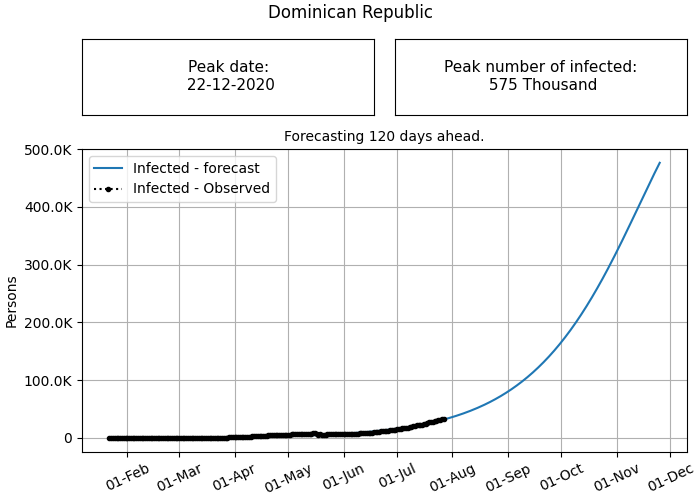 Dominican Republic
Peak date:
22-12-2020
Peak number of infected:
575 Thousand
Forecasting 120 days ahead.
500.0K
400.0K
300.0K
200.0K
100.0K
0
Persons
Infected - forecast
Infected - Observed
01-Feb
01-Mar
01-Apr
01-May
01-Jun
01-Jul
01-Aug
01-Sep
01-Oct
01-Nov
01-Dec